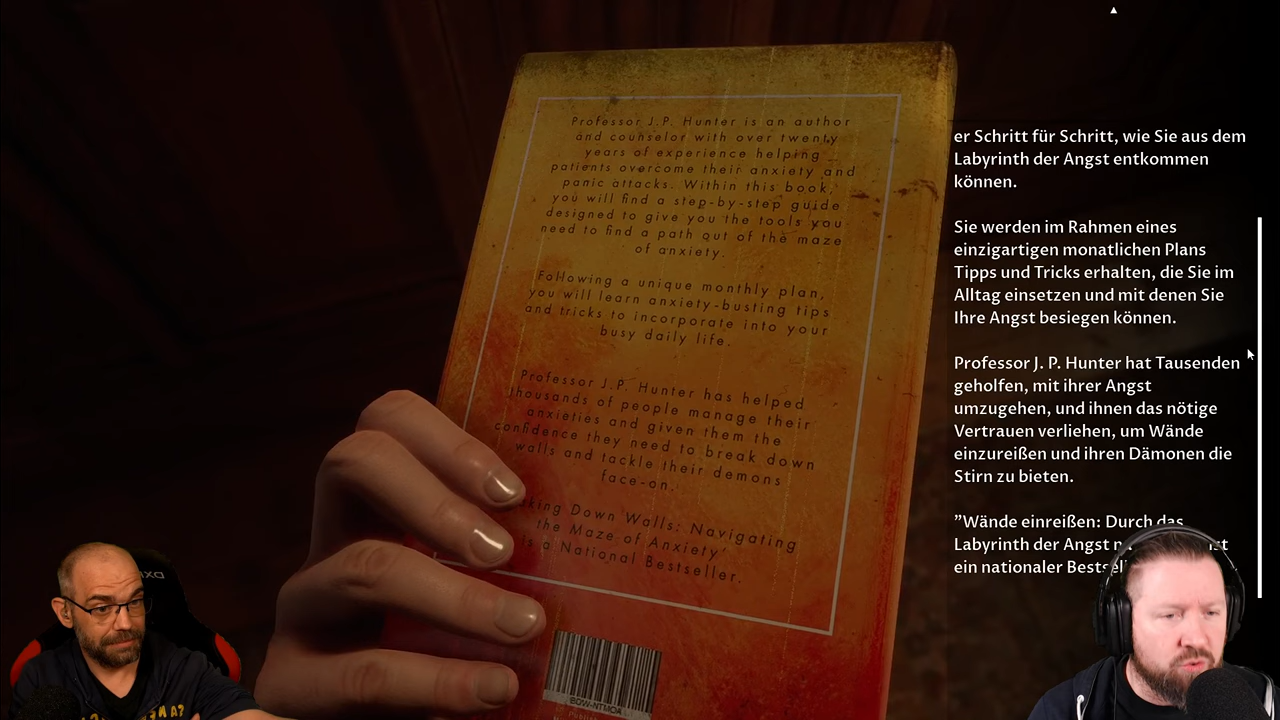 Professor J.P. Hunter is an author
and counselor with over twenty
years of experience helping
patients overcome their anxiety and
panic attacks. Within this book,
you will find a step-by-step guide
designed to give you the tools you
need to find a path out of the maze
of anxiety.
Following a unique monthly plan,
you will learn anxiety-busting tips
and tricks to incorporate into your
busy daily life.
Professor J.P. Hunter has helped
thousands of people manage their
anxieties and given them the
confidence they need to break down
walls and tackle their demons
face-on.
king Down Walls: Navigating
the Maze of Anxiety'
is a National Bestseller.
er Schritt für Schritt, wie Sie aus dem
Labyrinth der Angst entkommen
können.
Sie werden im Rahmen eines
einzigartigen monatlichen Plans
Tipps und Tricks erhalten, die Sie im
Alltag einsetzen und mit denen Sie
Ihre Angst besiegen können.
Professor J. P. Hunter hat Tausenden
geholfen, mit ihrer Angst
umzugehen, und ihnen das nötige
Vertrauen verliehen, um Wände
einzureißen und ihren Dämonen die
Stirn zu bieten.
"Wände einreißen: Durch das
Labyrinth der Angst
ein nationaler